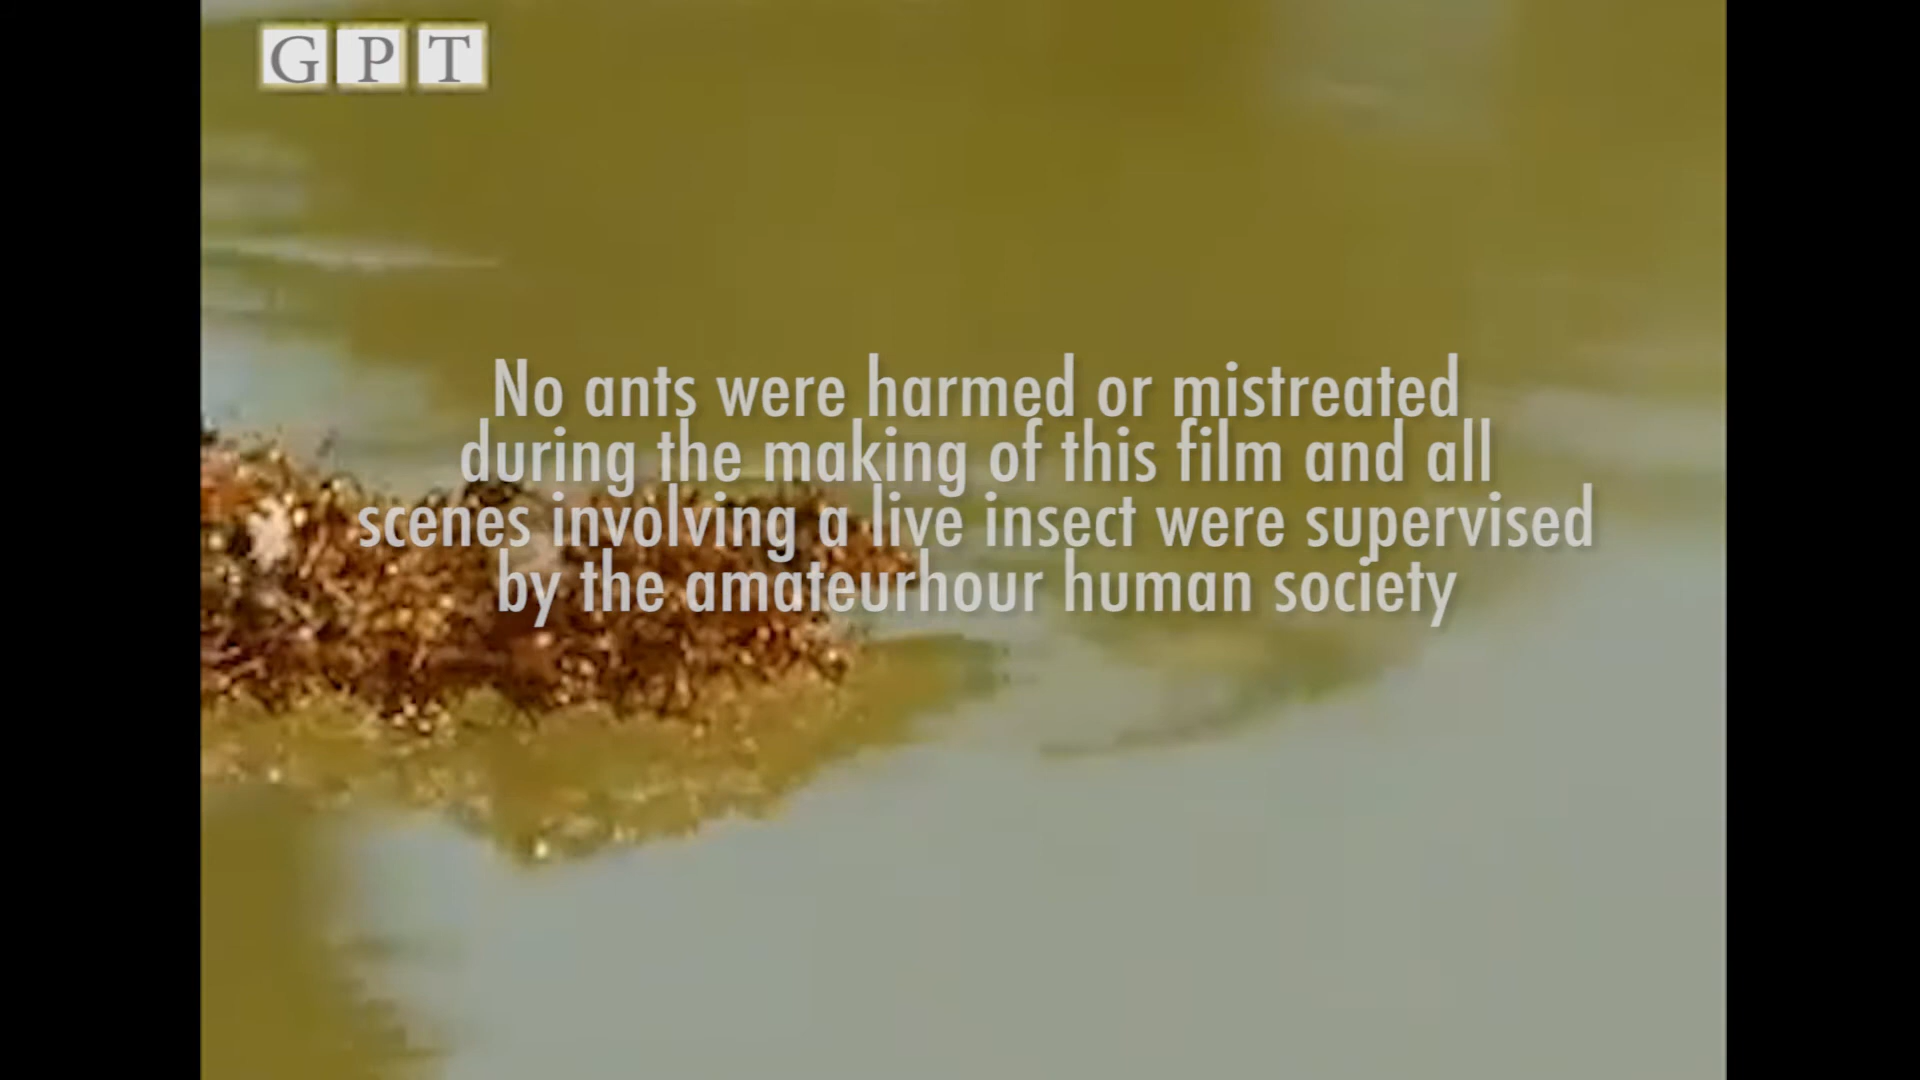 G P T
No ants were harmed or mistreated
during the making of this film and all
scenes involving a live insect were supervised
by the amateurhour human society